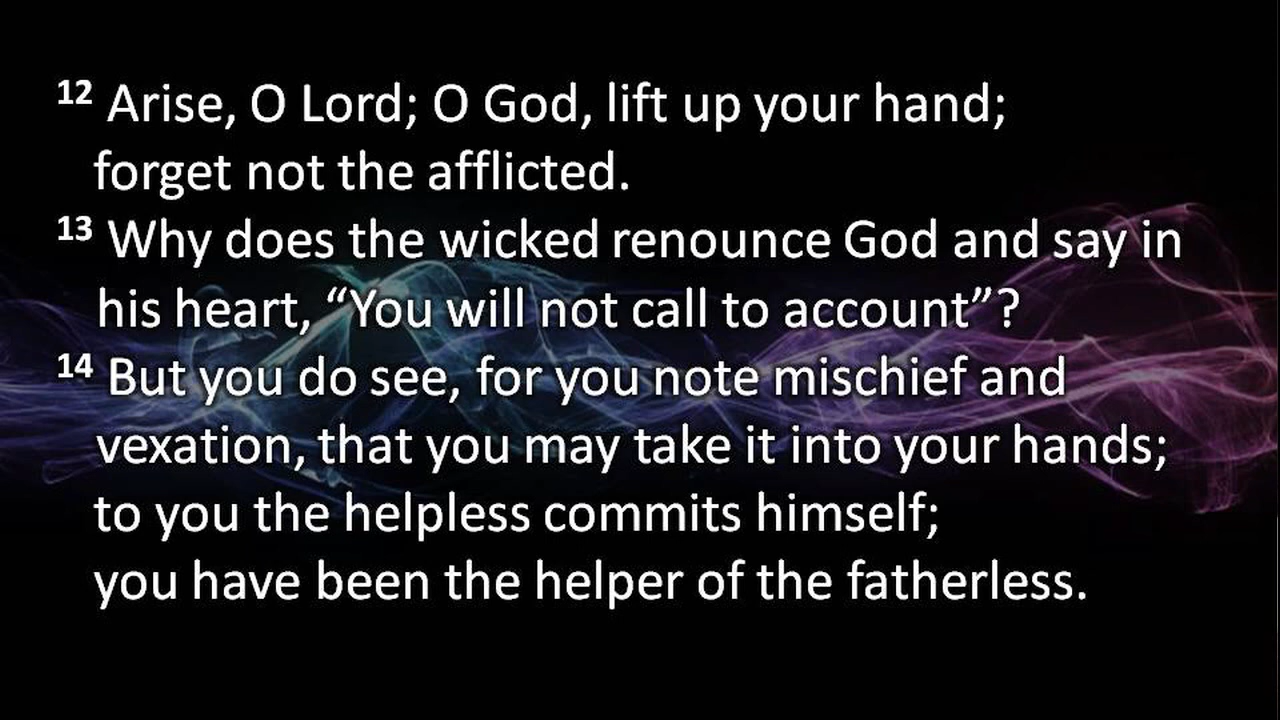 12 Arise, O Lord; O God, lift up your hand;
forget not the afflicted.
13 Why does the wicked renounce God and say in
his heart, “You will not call to account”?
14 But you do see, for you note mischief and
vexation, that you may take it into your hands;
to you the helpless commits himself;
you have been the helper of the fatherless.